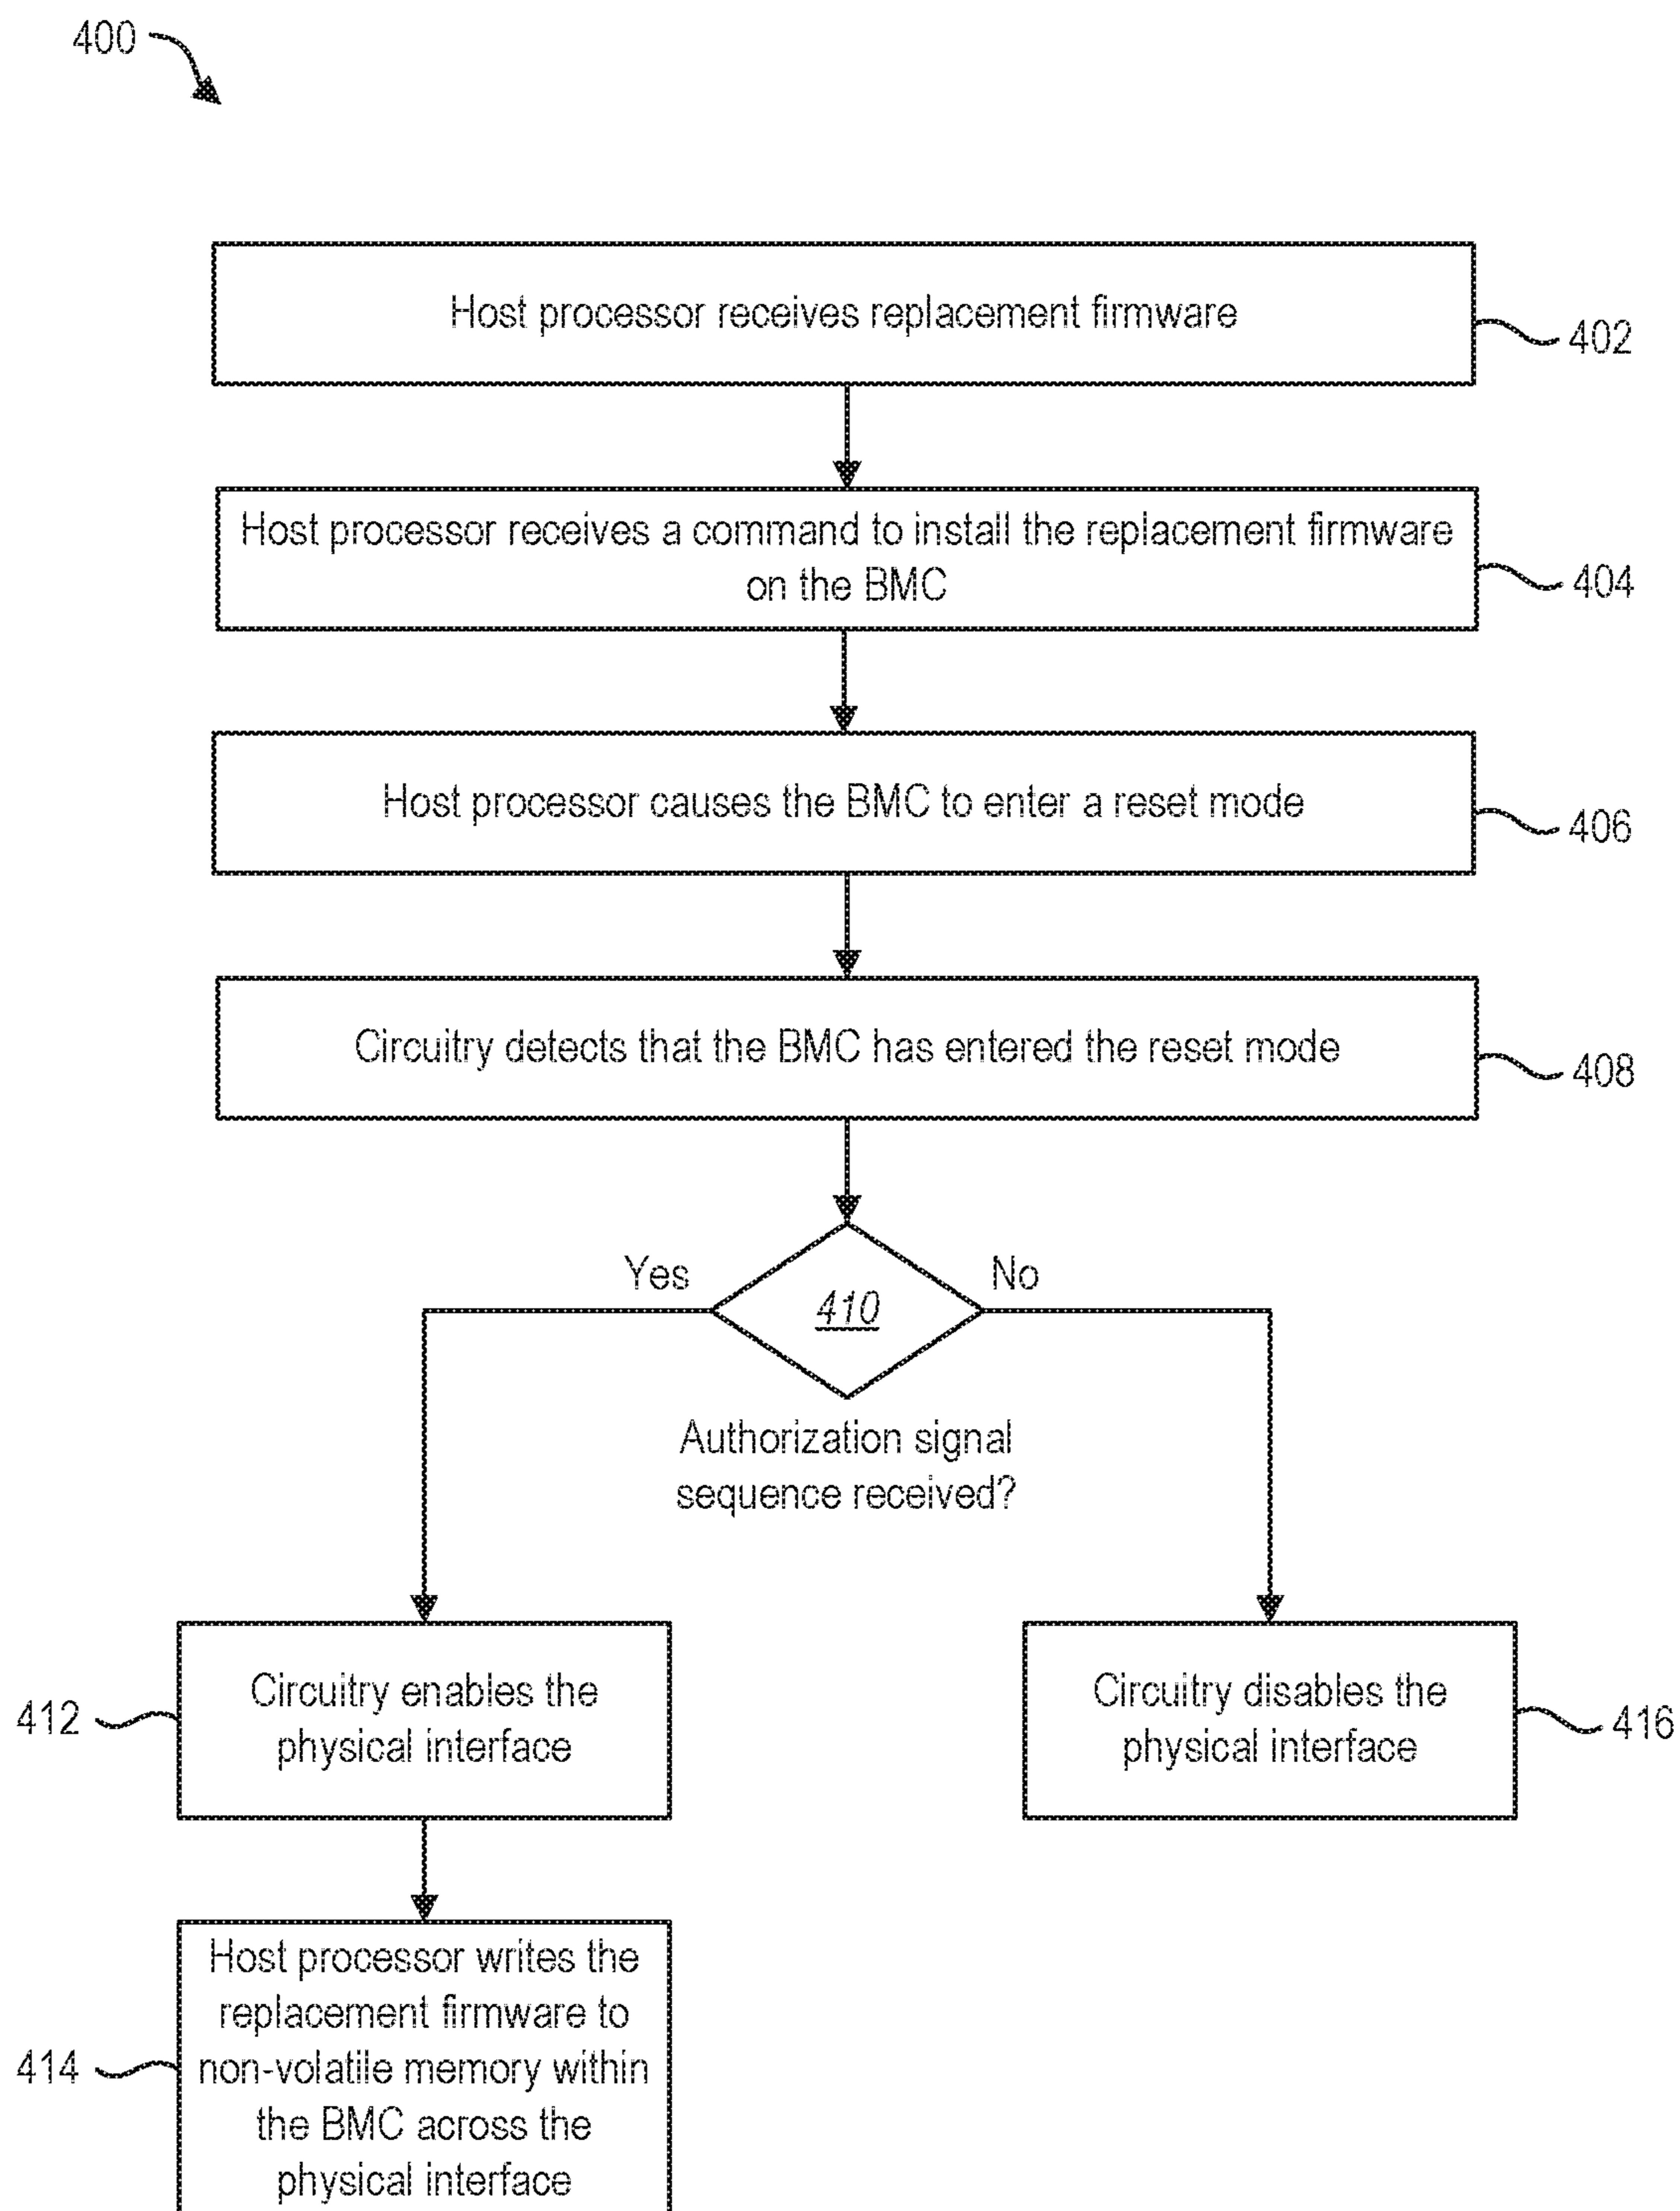 400
Host processor receives replacement firmware
402
Host processor receives a command to install the replacement firmware
on the BMC
404
Host processor causes the BMC to enter a reset mode
406
Circuitry detects that the BMC has entered the reset mode
408
Yes
410
No
Authorization signal
sequence received?
Circuitry enables the
physical interface
412
Circuitry disables the
physical interface
416
Host processor writes the
replacement firmware to
non-volatile memory within
the BMC across the
physical interface
414